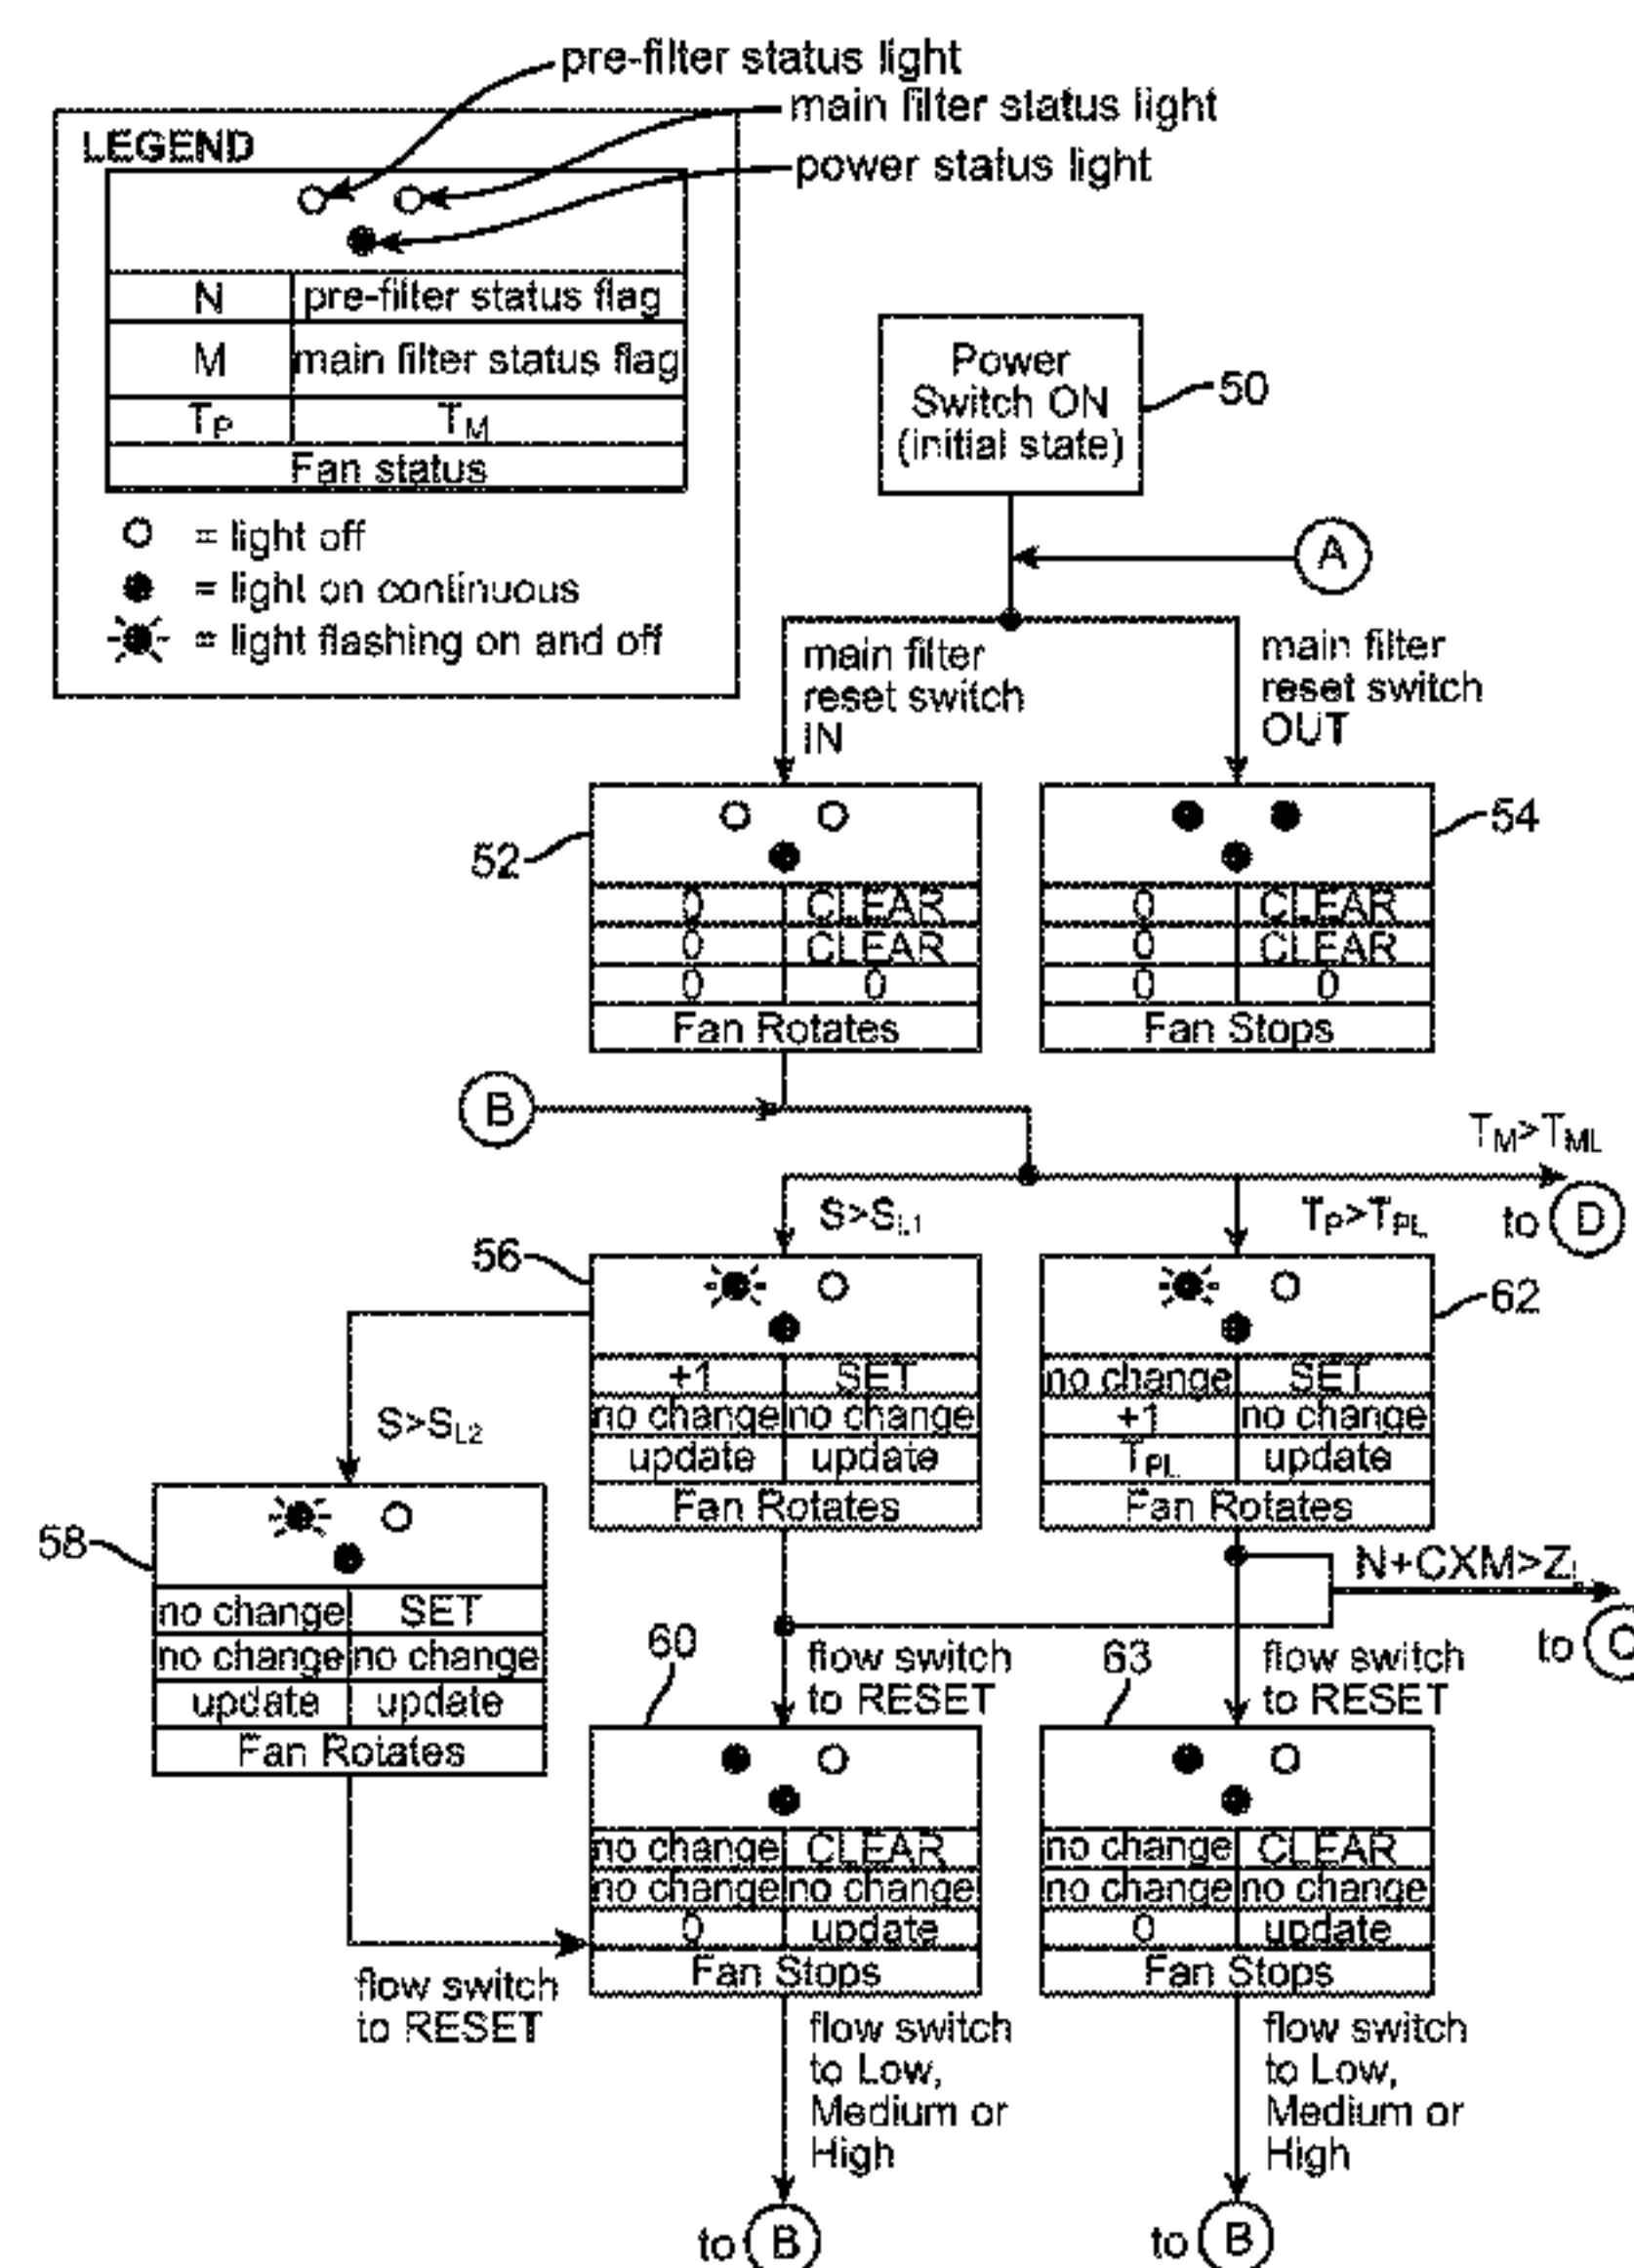 pre-filter status light
main filter status light
power status light
LEGEND
N pre-filter status flag
M main filter status flag
TP TM
Fan status
= light off
= light on continuous
= light flashing on and off
Power
Switch ON
(initial state)
50
A
main filter
reset switch
IN
main filter
reset switch
OUT
52
0 CLEAR
0 CLEAR
0 0
Fan Rotates
54
0 CLEAR
0 CLEAR
0 0
Fan Stops
B
TM>TML
to D
S>SL1
TP>TPL
56
+1 SET
no change no change
update update
Fan Rotates
62
no change SET
+1 no change
TPL update
Fan Rotates
S>SL2
58
no change SET
no change no change
update update
Fan Rotates
N+CXM>ZL
to C
flow switch
to RESET
flow switch
to RESET
60
no change CLEAR
no change no change
0 update
Fan Stops
63
no change CLEAR
no change no change
0 update
Fan Stops
flow switch
to RESET
flow switch
to Low,
Medium or
High
flow switch
to Low,
Medium or
High
to B
to B